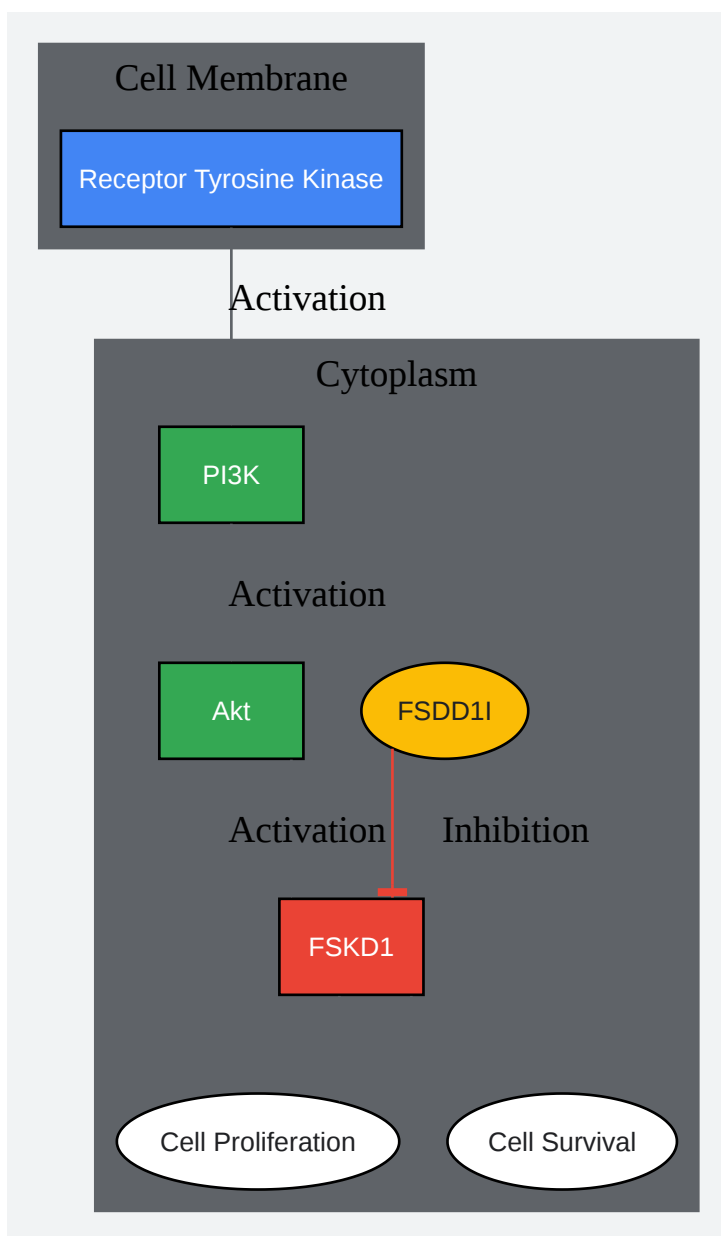 Cell Membrane
Receptor Tyrosine Kinase
Activation
Cytoplasm
PI3K
Activation
Akt
FSDD1I
Activation
Inhibition
FSKD1
Cell Proliferation
Cell Survival